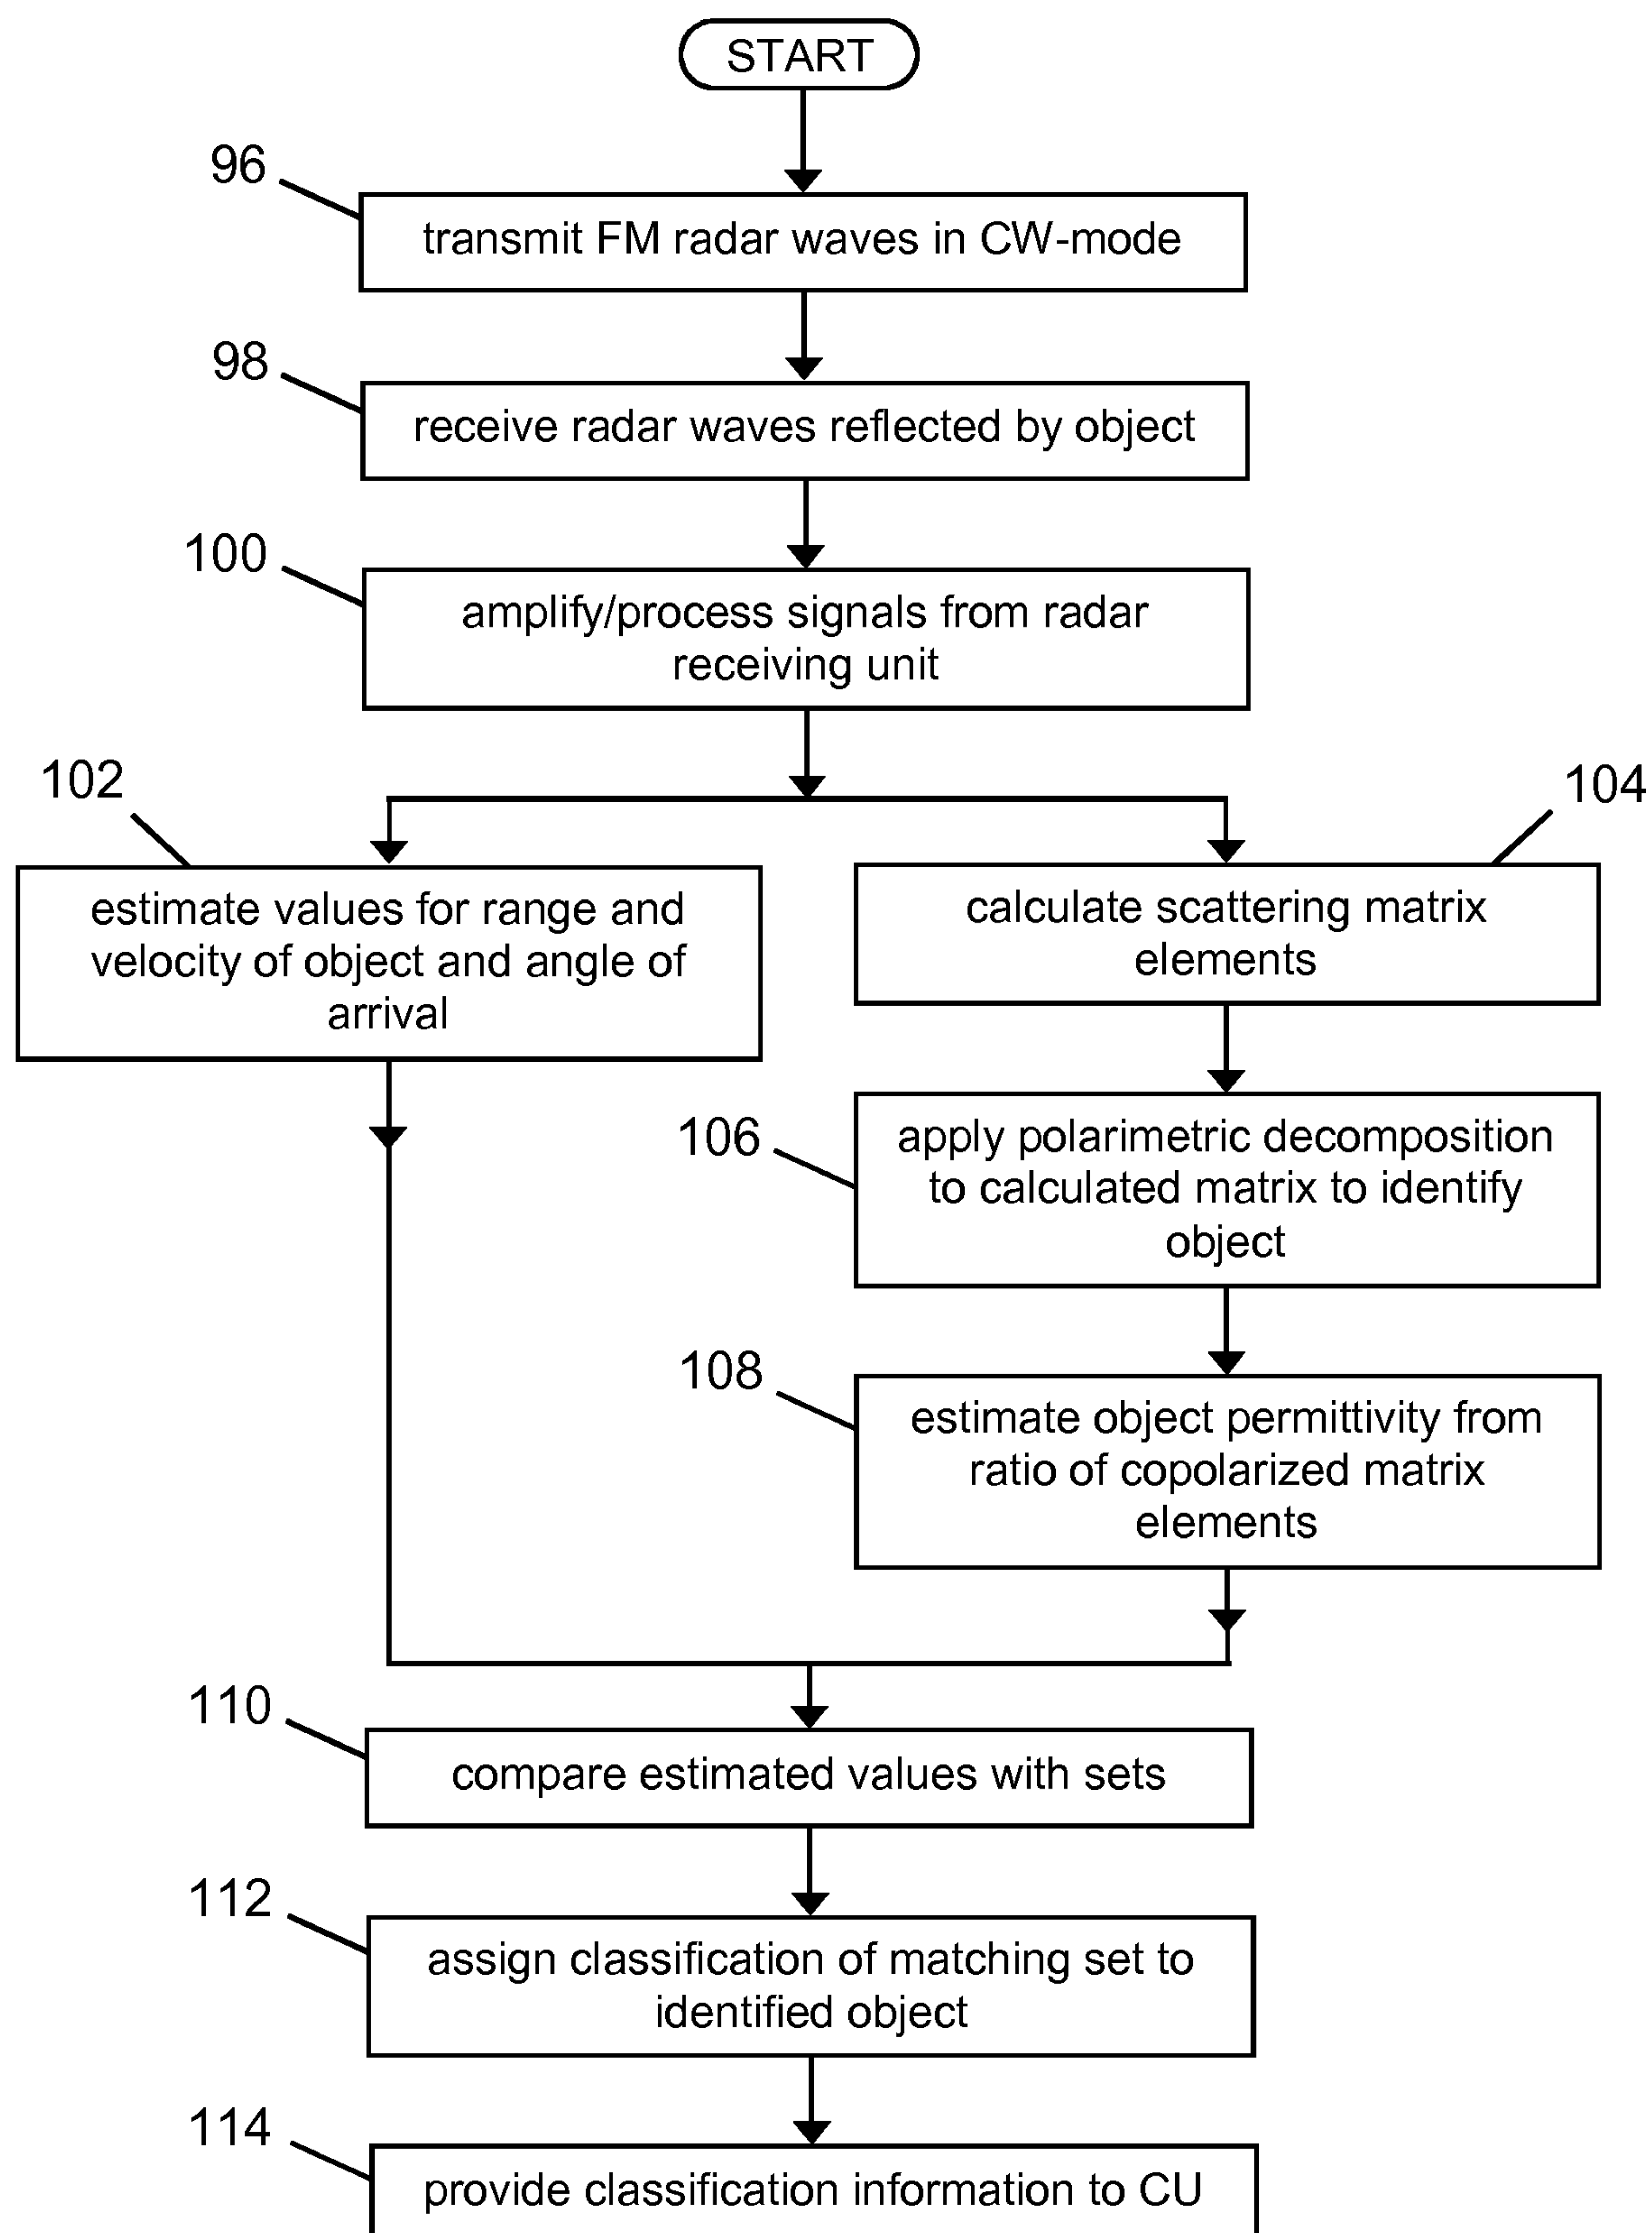 START
96
transmit FM radar waves in CW-mode
98
receive radar waves reflected by object
100
amplify/process signals from radar
receiving unit
102
estimate values for range and
velocity of object and angle of
arrival
104
calculate scattering matrix
elements
106
apply polarimetric decomposition
to calculated matrix to identify
object
108
estimate object permittivity from
ratio of copolarized matrix
elements
110
compare estimated values with sets
112
assign classification of matching set to
identified object
114
provide classification information to CU